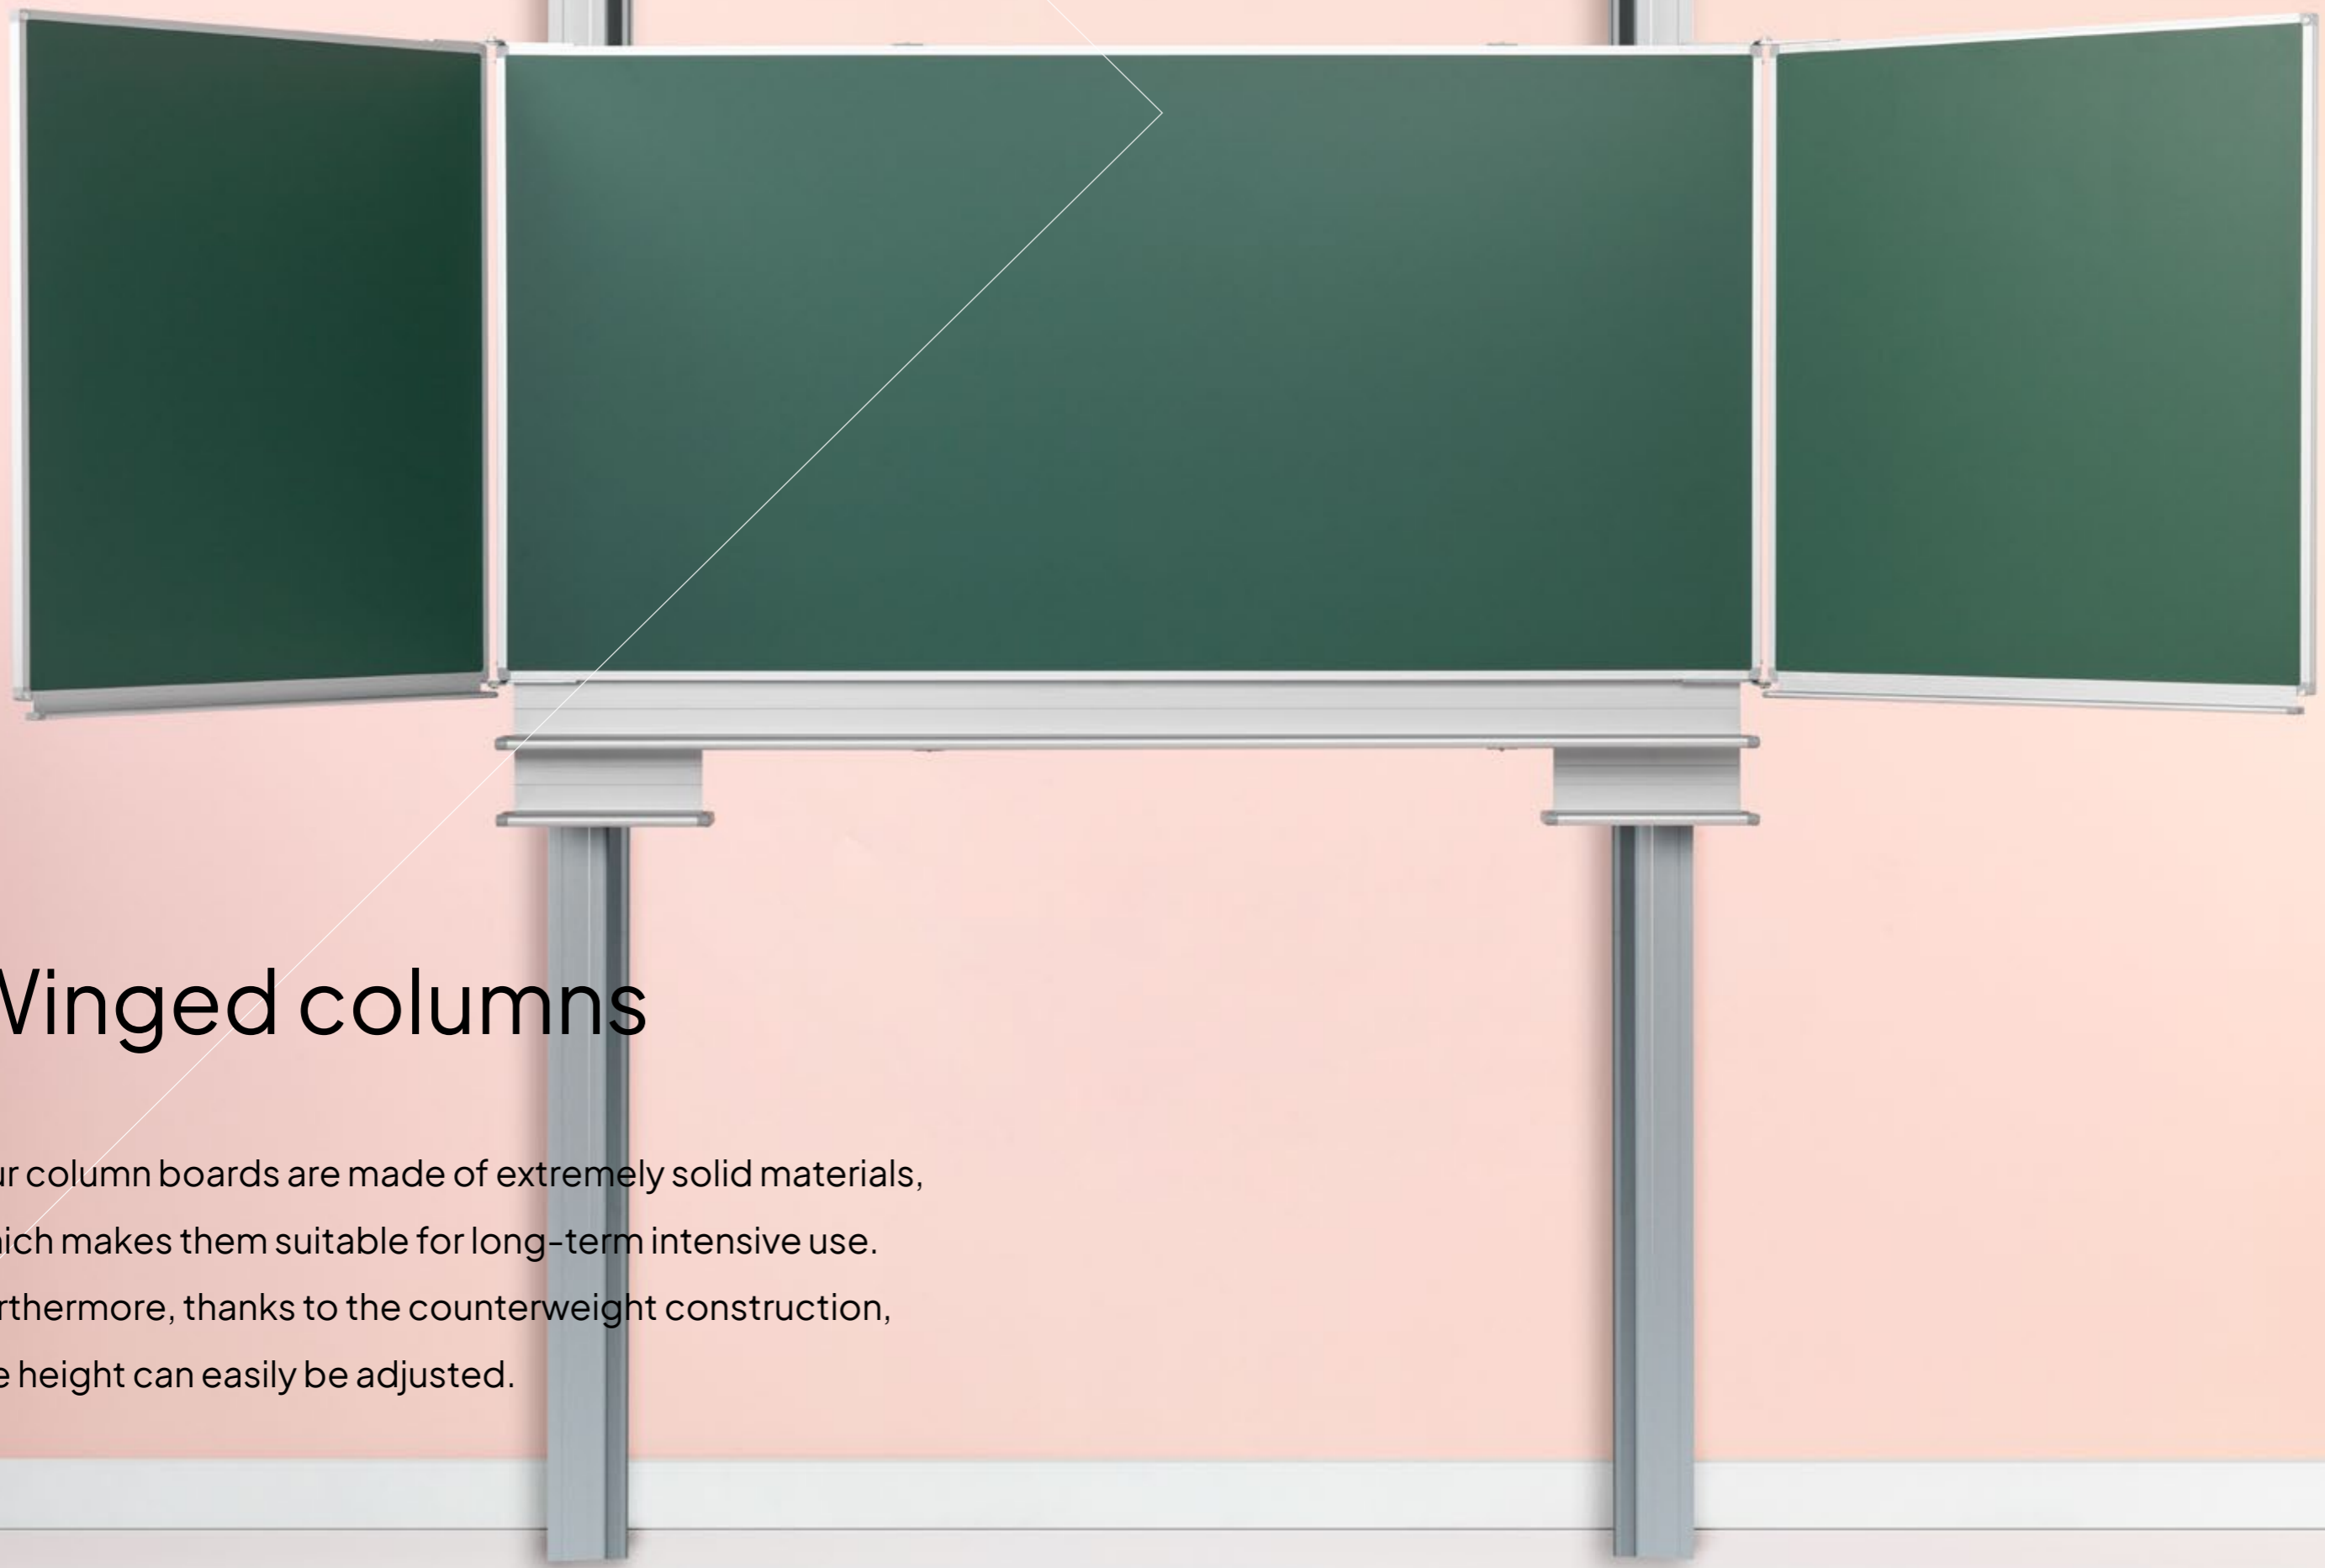 Winged columns
ur column boards are made of extremely solid materials,
ich makes them suitable for long-term intensive use.
rthermore, thanks to the counterweight construction,
e height can easily be adjusted.